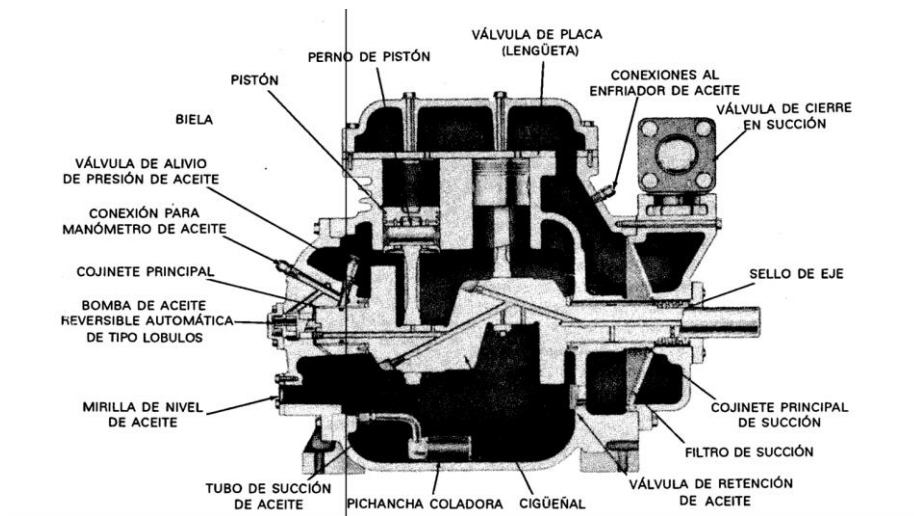 VÁLVULA DE PLACA
(LENGÜETA)
PERNO DE PISTÓN
PISTÓN
CONEXIONES AL
ENFRIADOR DE ACEITE
VÁLVULA DE CIERRE
EN SUCCIÓN
BIELA
VÁLVULA DE ALIVIO
DE PRESIÓN DE ACEITE
CONEXIÓN PARA
MANÓMETRO DE ACEITE
COJINETE PRINCIPAL
SELLO DE EJE
BOMBA DE ACEITE
REVERSIBLE AUTOMÁTICA
DE TIPO LOBULOS
MIRILLA DE NIVEL
DE ACEITE
COJINETE PRINCIPAL
DE SUCCIÓN
FILTRO DE SUCCIÓN
TUBO DE SUCCIÓN
DE ACEITE
PICHANCHA COLADORA
CIGÜEÑAL
VÁLVULA DE RETENCIÓN
DE ACEITE